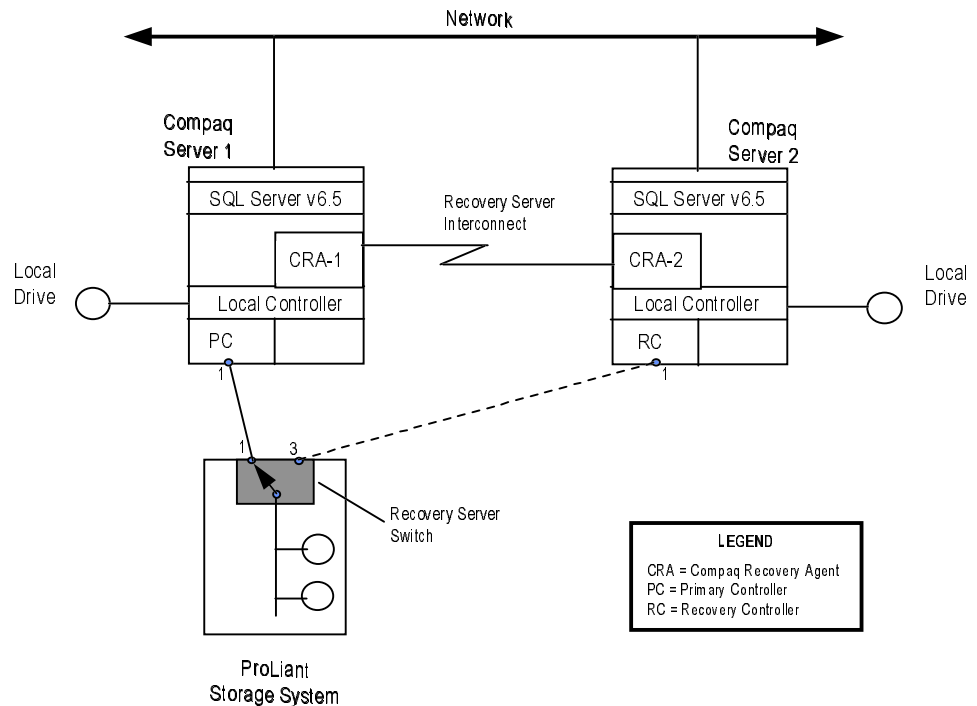 Network
Compaq
Server 1
Compaq
Server 2
SQL Server v6.5
Recovery Server
Interconnect
SQL Server v6.5
CRA-1
CRA-2
Local
Drive
Local Controller
Local Controller
Local
Drive
PC
RC
1
1
1
3
Recovery Server
Switch
LEGEND
CRA = Compaq Recovery Agent
PC = Primary Controller
RC = Recovery Controller
ProLiant
Storage System